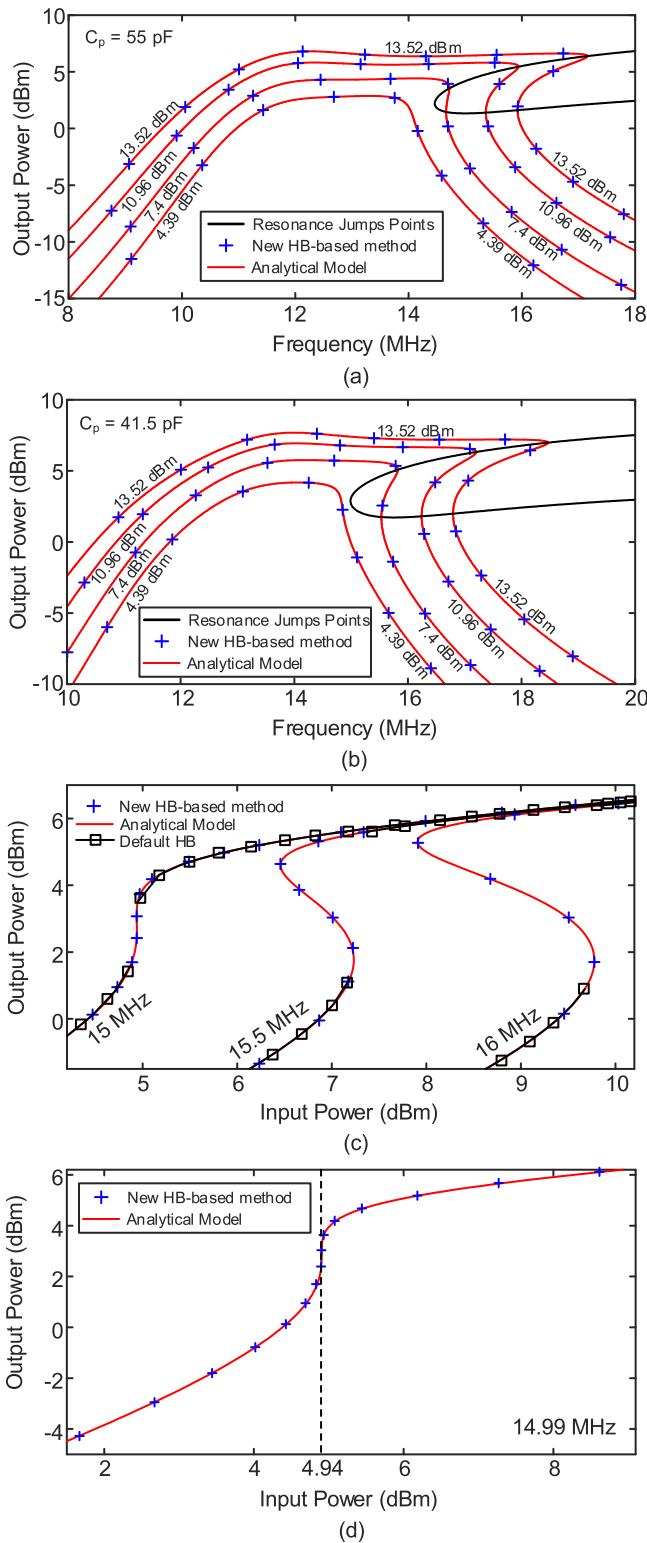 10
C_p = 55 pF
13.52 dBm
5
0
-5
-10
-15
Output Power (dBm)
13.52 dBm
10.96 dBm
7.4 dBm
4.39 dBm
13.52 dBm
10.96 dBm
7.4 dBm
4.39 dBm
Resonance Jumps Points
New HB-based method
Analytical Model
8 10 12 14 16 18
Frequency (MHz)
(a)
10
C_p = 41.5 pF
13.52 dBm
5
0
-5
-10
Output Power (dBm)
13.52 dBm
10.96 dBm
7.4 dBm
4.39 dBm
13.52 dBm
10.96 dBm
7.4 dBm
4.39 dBm
Resonance Jumps Points
New HB-based method
Analytical Model
10 12 14 16 18 20
Frequency (MHz)
(b)
6
4
2
0
Output Power (dBm)
New HB-based method
Analytical Model
Default HB
15 MHz
15.5 MHz
16 MHz
5 6 7 8 9 10
Input Power (dBm)
(c)
6
4
2
0
-2
-4
Output Power (dBm)
New HB-based method
Analytical Model
14.99 MHz
2 4 4.94 6 8
Input Power (dBm)
(d)